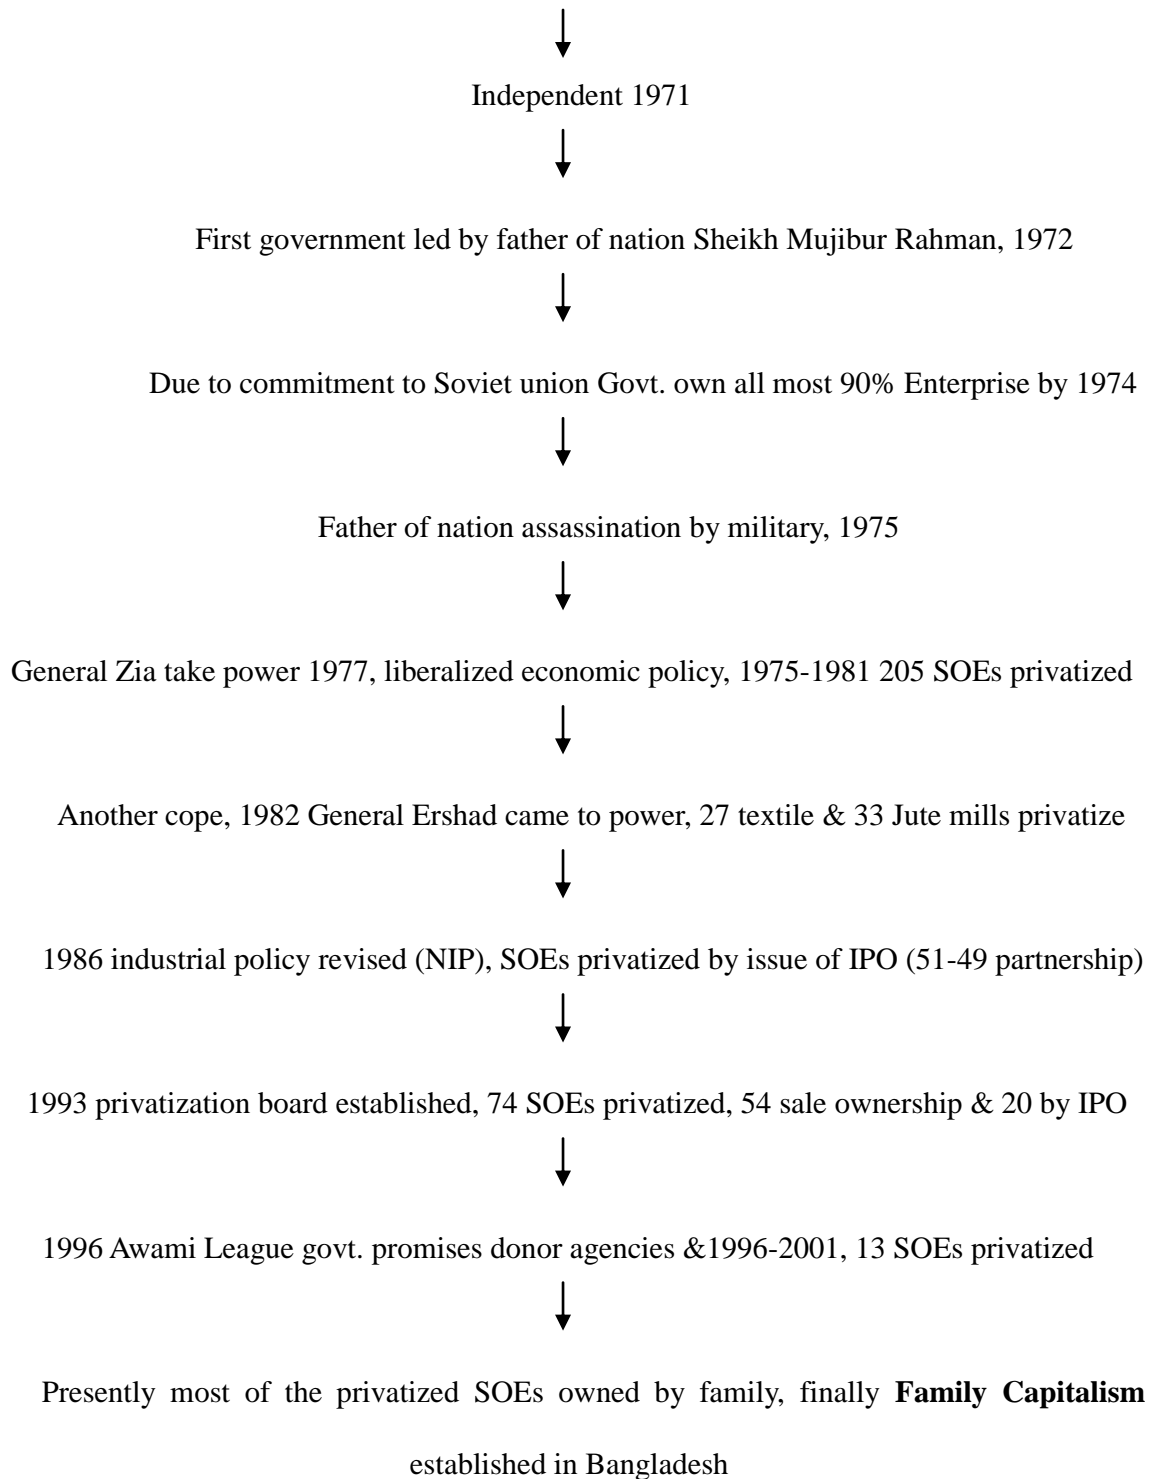 Independent 1971
First government led by father of nation Sheikh Mujibur Rahman, 1972
Due to commitment to Soviet union Govt. own all most 90% Enterprise by 1974
Father of nation assassination by military, 1975
General Zia take power 1977, liberalized economic policy, 1975-1981 205 SOEs privatized
Another cope, 1982 General Ershad came to power, 27 textile & 33 Jute mills privatize
1986 industrial policy revised (NIP), SOEs privatized by issue of IPO (51-49 partnership)
1993 privatization board established, 74 SOEs privatized, 54 sale ownership & 20 by IPO
1996 Awami League govt. promises donor agencies &1996-2001, 13 SOEs privatized
Presently most of the privatized SOEs owned by family, finally Family Capitalism
established in Bangladesh